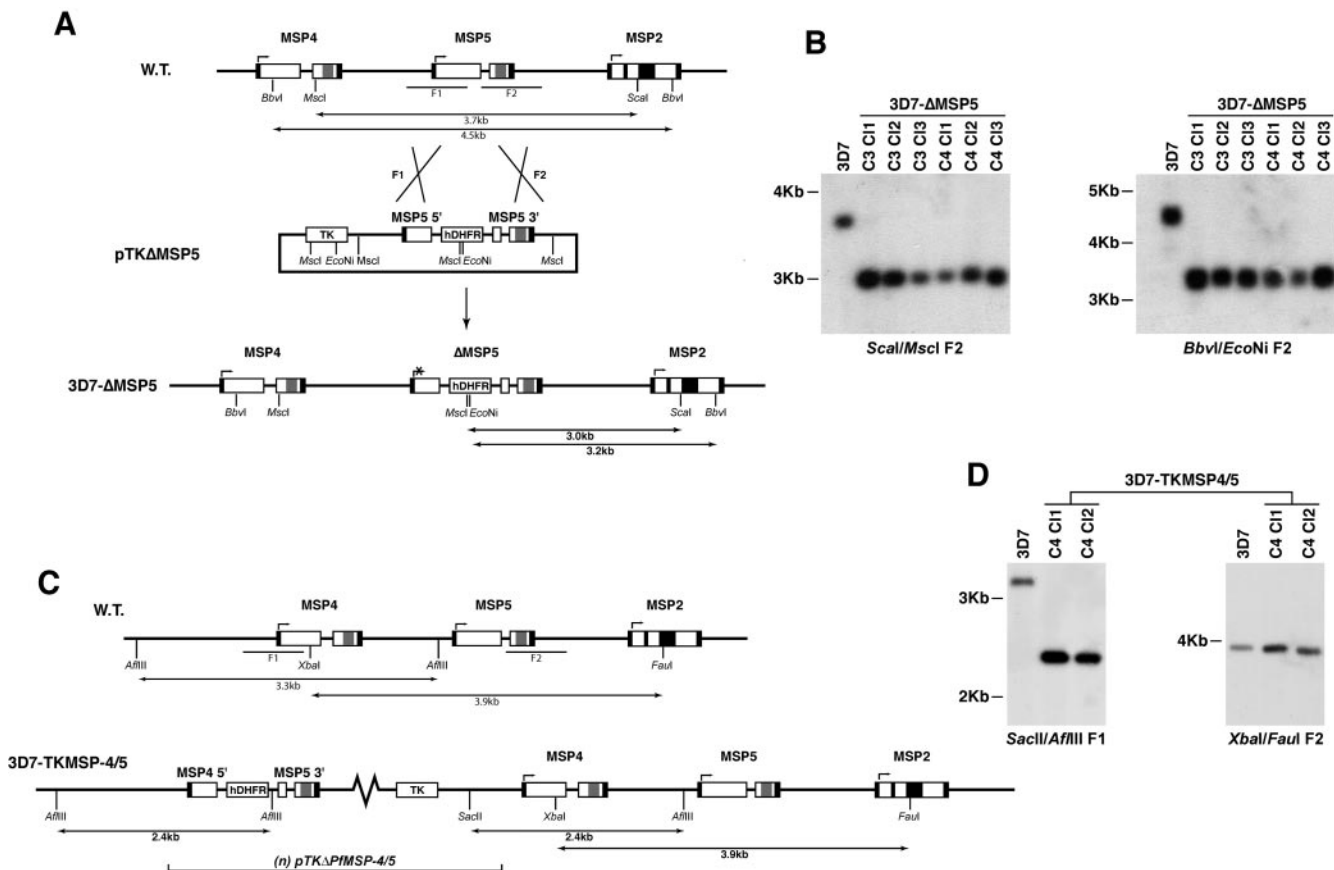 A
MSP4 MSP5 MSP2
W.T.
BbvI MscI F1 F2 ScaI BbvI
3.7kb
4.5kb
F1 F2
MSP5 5' MSP5 3'
TK hDHFR
pTKΔMSP5
MscI EcoNi MscI MscI EcoNi MscI
MSP4 ΔMSP5 MSP2
3D7-ΔMSP5
* hDHFR
BbvI MscI MscI EcoNi ScaI BbvI
3.0kb
3.2kb
B
3D7-ΔMSP5
3D7 C3 Cl1 C3 Cl2 C3 Cl3 C4 Cl1 C4 Cl2 C4 Cl3
4Kb
3Kb
ScaI/MscI F2
3D7-ΔMSP5
3D7 C3 Cl1 C3 Cl2 C3 Cl3 C4 Cl1 C4 Cl2 C4 Cl3
5Kb
4Kb
3Kb
BbvI/EcoNi F2
C
W.T.
MSP4 MSP5 MSP2
AflIII F1 XbaI AflIII F2 FauI
3.3kb
3.9kb
3D7-TKMSP-4/5
MSP4 5' MSP5 3' MSP4 MSP5 MSP2
hDHFR TK
AflIII AflIII SacII XbaI AflIII FauI
2.4kb 2.4kb
3.9kb
(n) pTKΔPfMSP-4/5
D
3D7-TKMSP4/5
3D7 C4 Cl1 C4 Cl2
3Kb
2Kb
SacII/AflIII F1
3D7 C4 Cl1 C4 Cl2
4Kb
XbaI/FauI F2